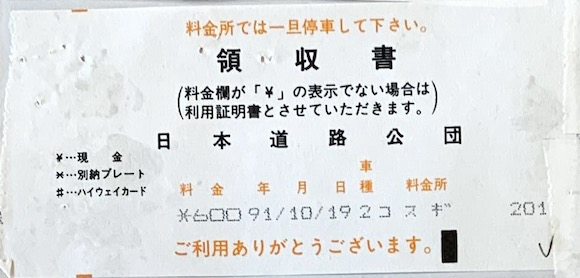 料金所では一旦停車して下さい。
領収書
(料金欄が「¥」の表示でない場合は
利用証明書とさせていただきます。)
日本道路公団
¥…現金
*…別納プレート
#…ハイウェイカード
料金 年 月 日 車種 料金所
¥600 91/10/19 2 コスギ 201
ご利用ありがとうございます。